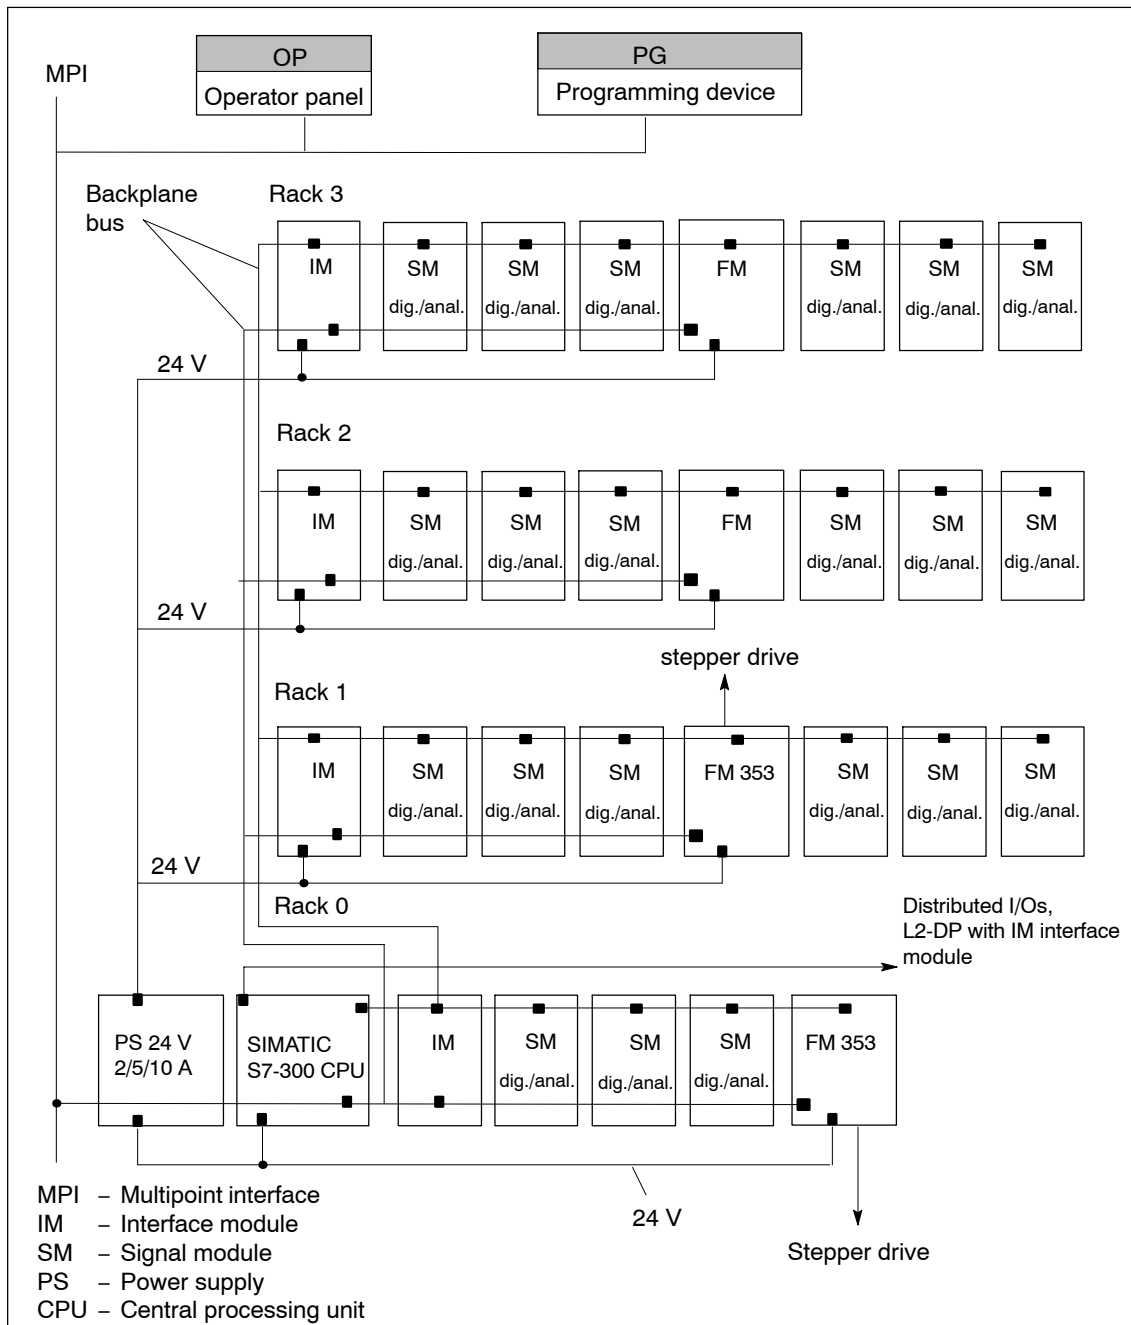 OP
PG
MPI
Operator panel
Programming device
Backplane
bus
Rack 3
IM
SM
SM
SM
FM
SM
SM
SM
dig./anal.
dig./anal.
dig./anal.
dig./anal.
dig./anal.
dig./anal.
24 V
Rack 2
IM
SM
SM
SM
FM
SM
SM
SM
dig./anal.
dig./anal.
dig./anal.
dig./anal.
dig./anal.
dig./anal.
24 V
stepper drive
Rack 1
IM
SM
SM
SM
FM 353
SM
SM
SM
dig./anal.
dig./anal.
dig./anal.
dig./anal.
dig./anal.
dig./anal.
24 V
Rack 0
Distributed I/Os,
L2-DP with IM interface
module
PS 24 V
2/5/10 A
SIMATIC
S7-300 CPU
IM
SM
SM
SM
FM 353
dig./anal.
dig./anal.
dig./anal.
24 V
Stepper drive
MPI – Multipoint interface
IM – Interface module
SM – Signal module
PS – Power supply
CPU – Central processing unit